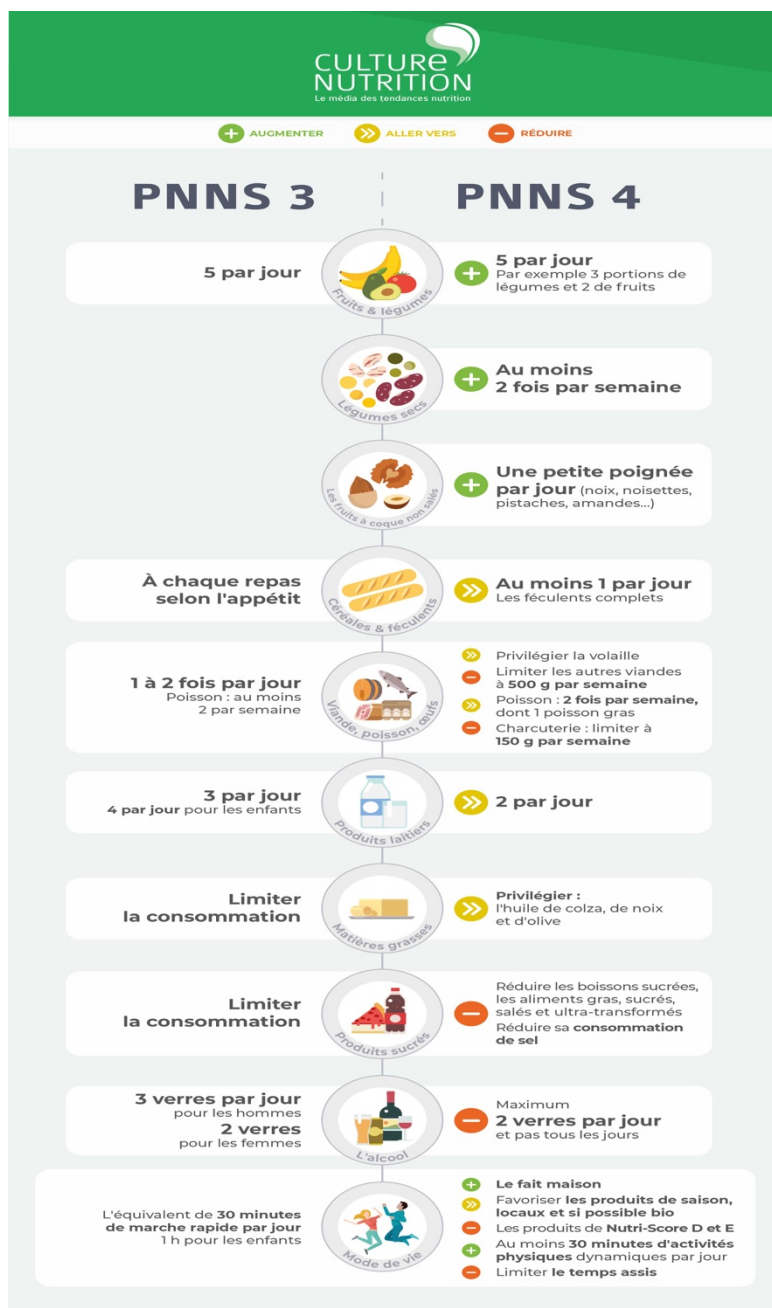 CULTURE
NUTRITION
Le média des tendances nutrition
AUGMENTER
ALLER VERS
RÉDUIRE
PNNS 3
PNNS 4
5 par jour
Fruits & légumes
5 par jour
Par exemple 3 portions de
légumes et 2 de fruits
Légumes secs
Au moins
2 fois par semaine
Les fruits à coque non salés
Une petite poignée
par jour (noix, noisettes,
pistaches, amandes...)
À chaque repas
selon l'appétit
Céréales & féculents
Au moins 1 par jour
Les féculents complets
1 à 2 fois par jour
Poisson : au moins
2 par semaine
Viande, poisson, œufs
Privilégier la volaille
Limiter les autres viandes
à 500 g par semaine
Poisson : 2 fois par semaine,
dont 1 poisson gras
Charcuterie : limiter à
150 g par semaine
3 par jour
4 par jour pour les enfants
Produits laitiers
2 par jour
Limiter
la consommation
Matières grasses
Privilégier :
l'huile de colza, de noix
et d'olive
Limiter
la consommation
Produits sucrés
Réduire les boissons sucrées,
les aliments gras, sucrés,
salés et ultra-transformés
Réduire sa consommation
de sel
3 verres par jour
pour les hommes
2 verres
pour les femmes
L'alcool
Maximum
2 verres par jour
et pas tous les jours
L'équivalent de 30 minutes
de marche rapide par jour
1 h pour les enfants
Mode de vie
Le fait maison
Favoriser les produits de saison,
locaux et si possible bio
Les produits de Nutri-Score D et E
Au moins 30 minutes d'activités
physiques dynamiques par jour
Limiter le temps assis